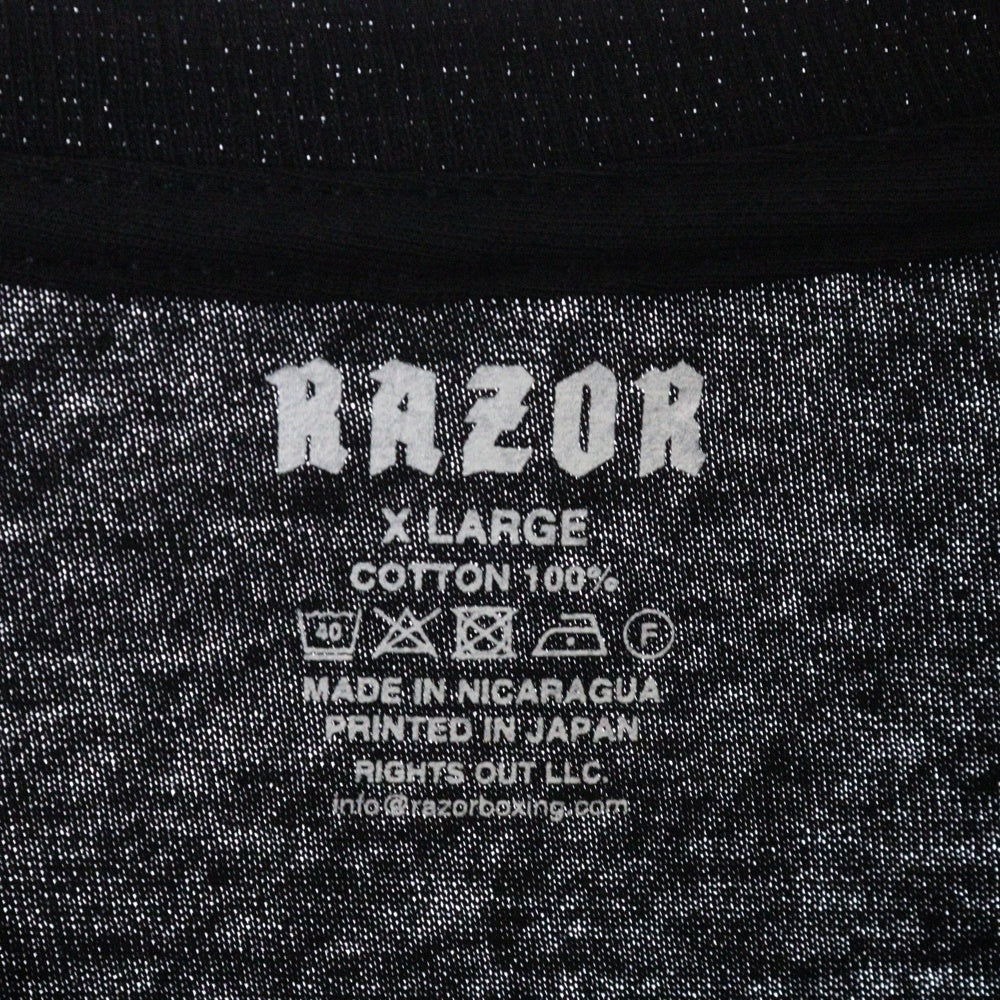 RAZOR
X LARGE
COTTON 100%
40 F
MADE IN NICARAGUA
PRINTED IN JAPAN
RIGHTS OUT LLC.
info@razorboxing.com